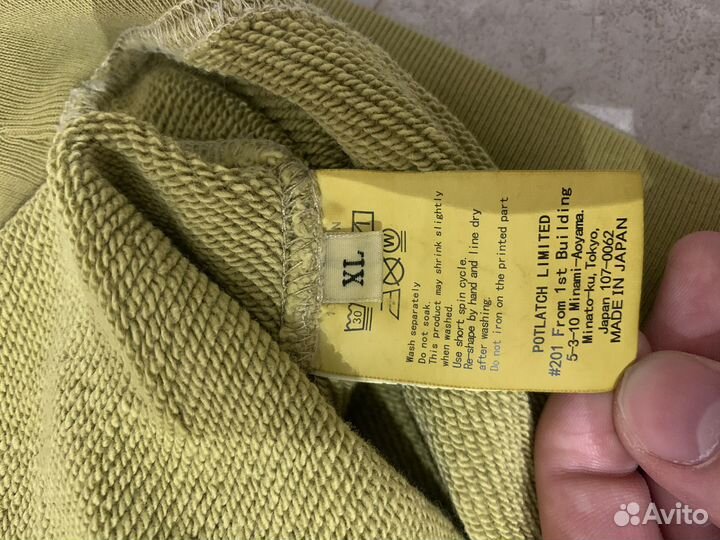 XL
30
W
Wash separately
Do not soak.
This product may shrink slightly
when washed.
Use short spin cycle.
Re-shape by hand and line dry
after washing.
Do not iron on the printed part
POTLATCH LIMITED
#201 From 1st Building
5-3-10 Minami-Aoyama.
Minato-ku, Tokyo,
Japan 107-0062
MADE IN JAPAN
Avito